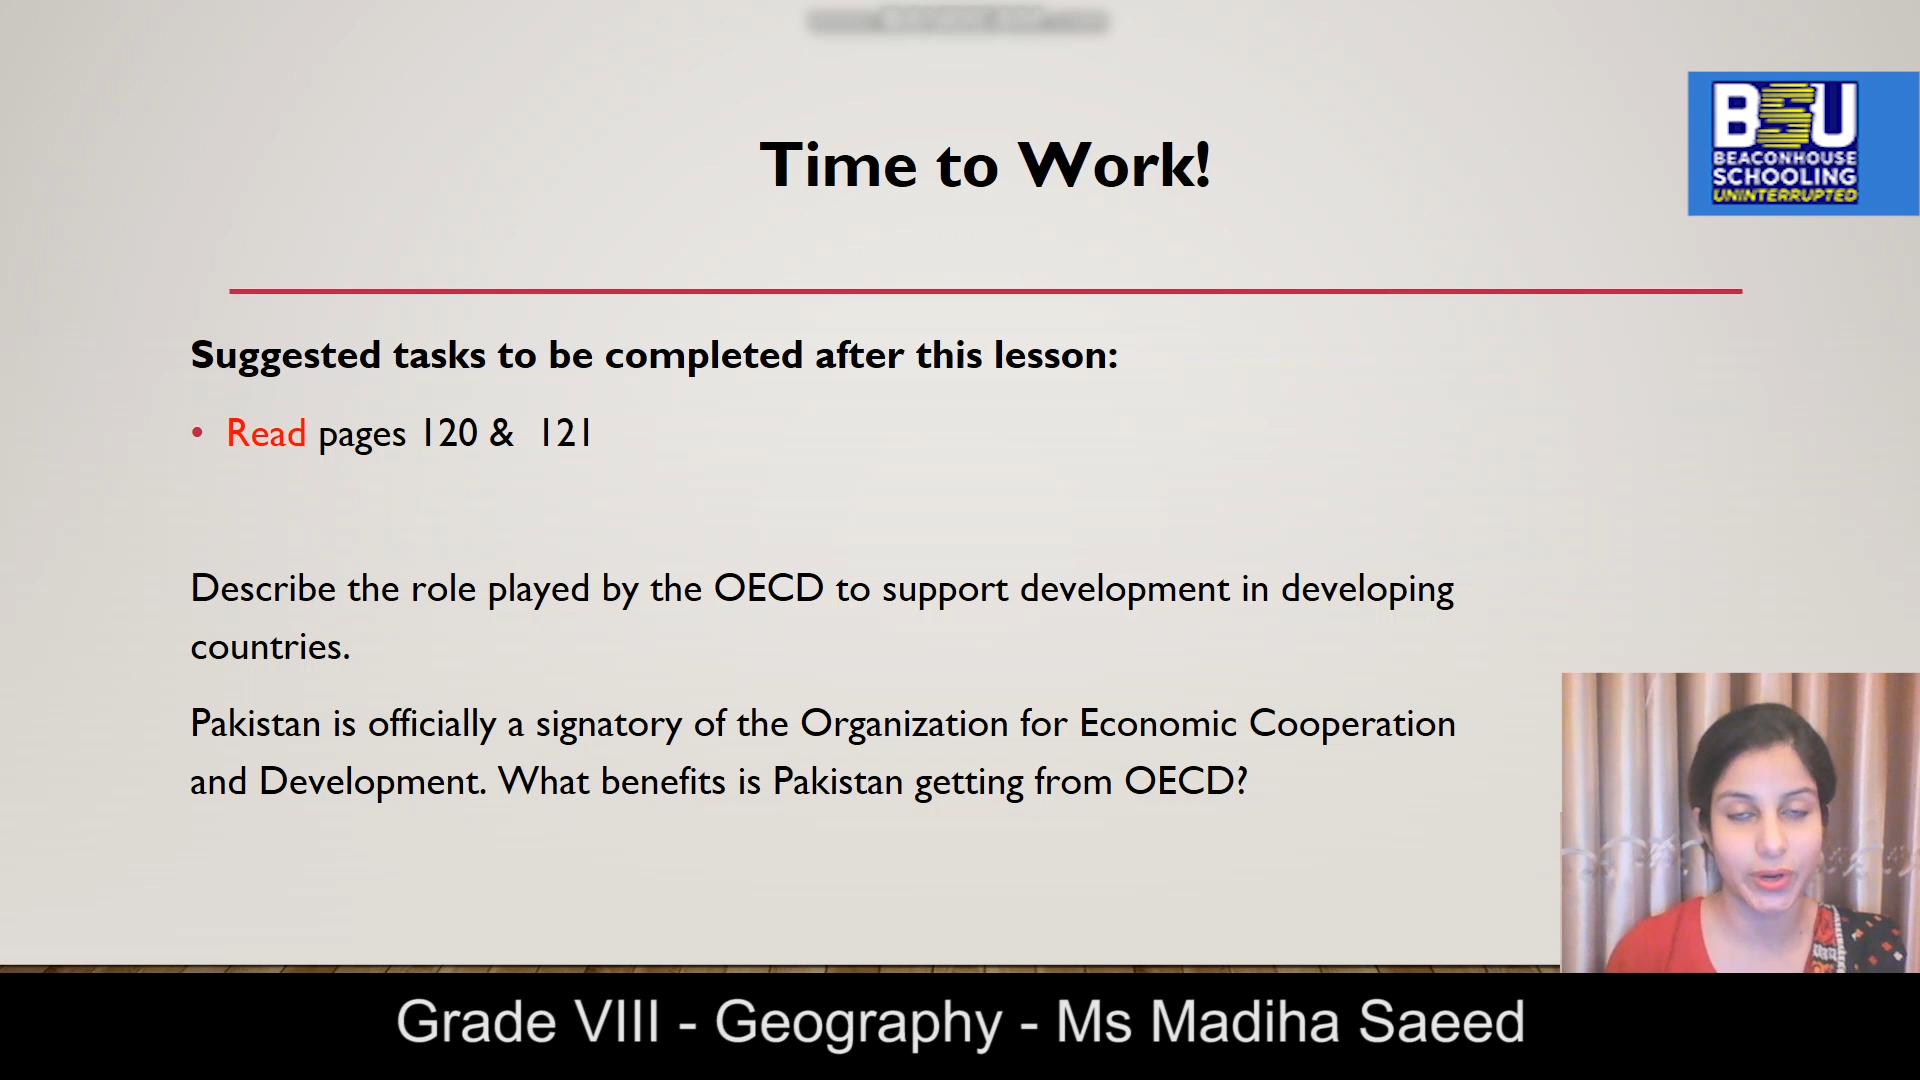 Time to Work!
BSU
BEACONHOUSE
SCHOOLING
UNINTERRUPTED
Suggested tasks to be completed after this lesson:
• Read pages 120 & 121
Describe the role played by the OECD to support development in developing
countries.
Pakistan is officially a signatory of the Organization for Economic Cooperation
and Development. What benefits is Pakistan getting from OECD?
Grade VIII - Geography - Ms Madiha Saeed